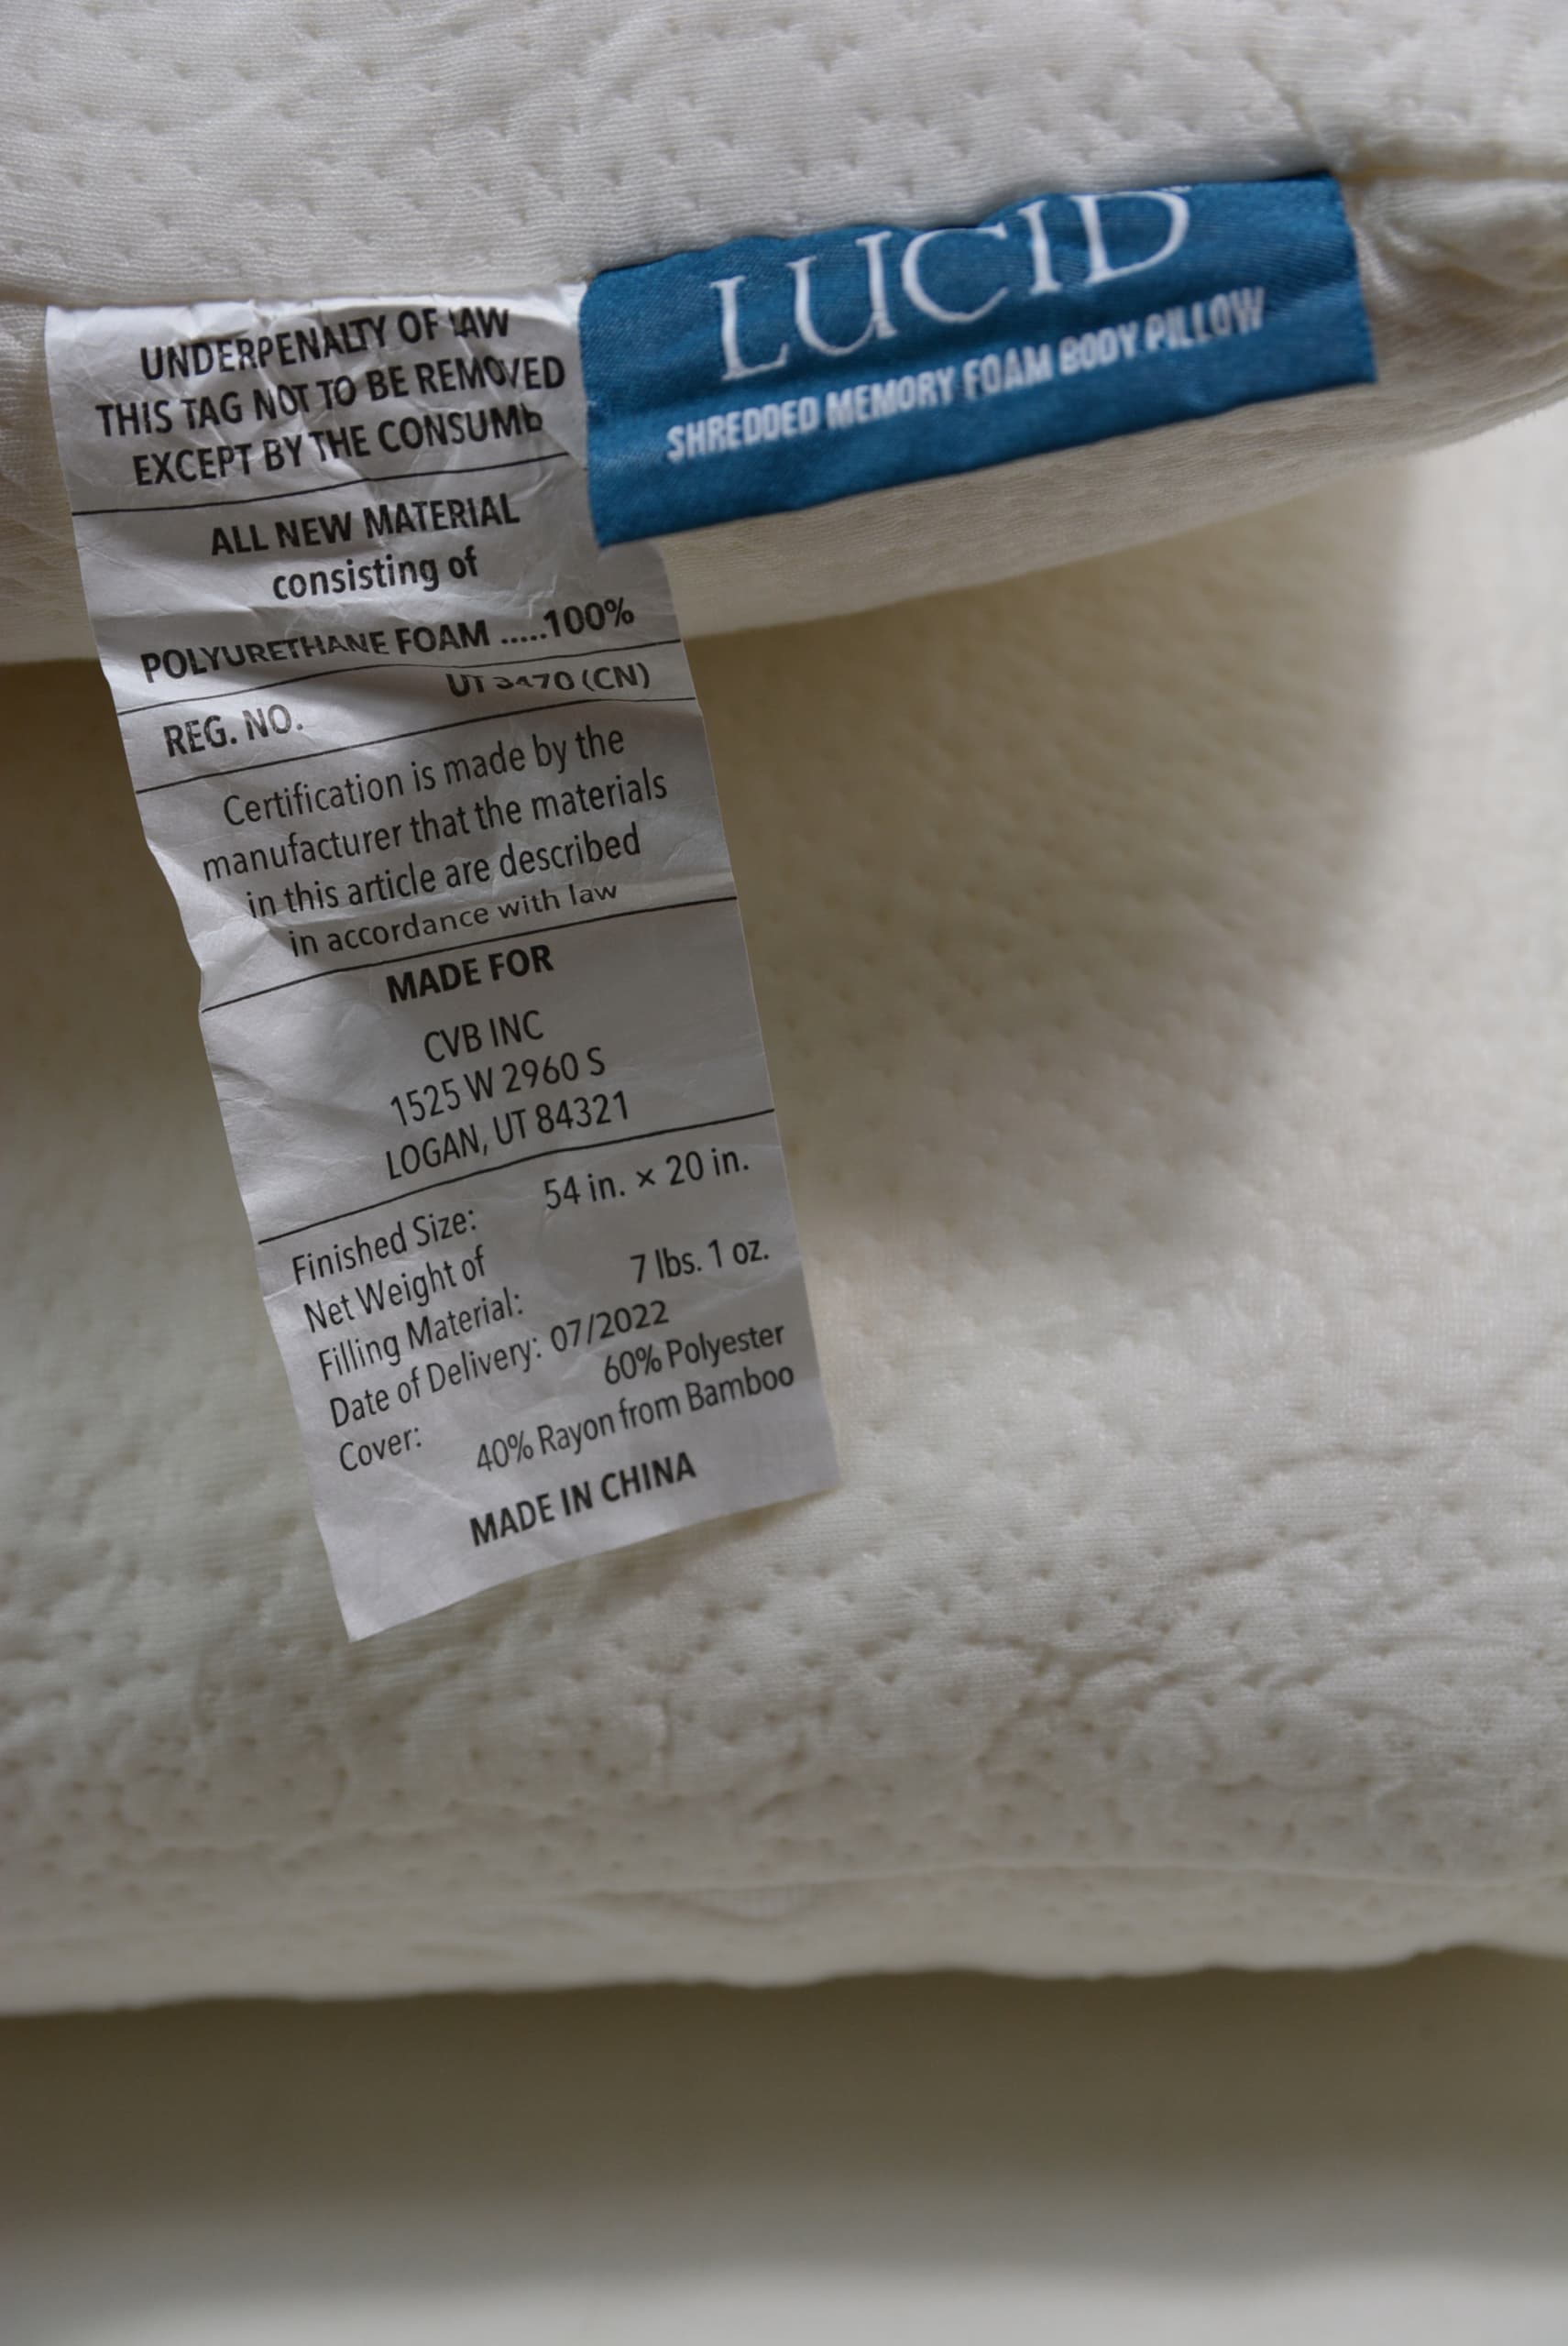 LUCID
SHREDDED MEMORY FOAM BODY PILLOW
UNDERPENALTY OF LAW
THIS TAG NOT TO BE REMOVED
EXCEPT BY THE
ALL NEW MATERIAL
consisting of
POLYURETHANE FOAM .....100%
REG. NO. UT (CN)
Certification is made by the
manufacturer that the materials
in this article are described
in accordance with law
MADE FOR
CVB INC
1525 W 2960 S
LOGAN, UT 84321
Finished Size: 54 in. × 20 in.
Net Weight of
Filling Material: 7 lbs. 1 oz.
Date of Delivery: 07/2022
Cover: 60% Polyester
40% Rayon from Bamboo
MADE IN CHINA